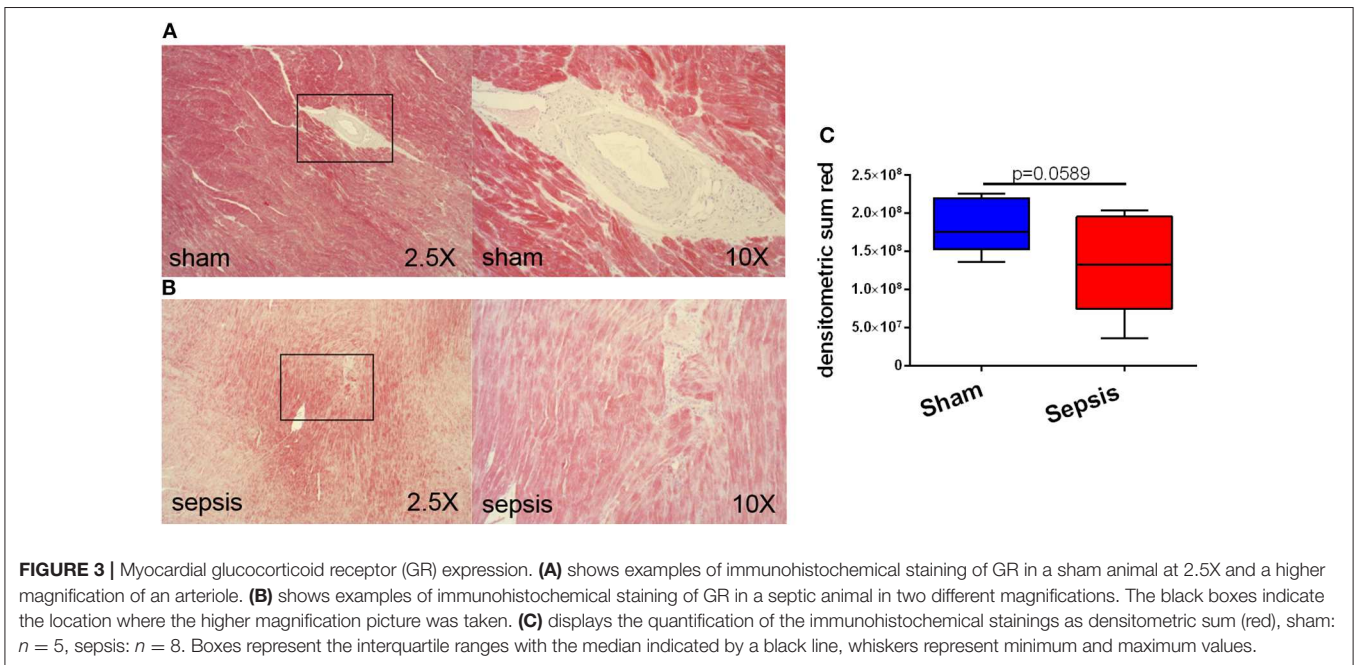 A
sham
2.5X
sham
10X
B
sepsis
2.5X
sepsis
10X
C
densitometric sum red
p=0.0589
2.5×10⁸
2.0×10⁸
1.5×10⁸
1.0×10⁸
5.0×10⁷
0
Sham
Sepsis
FIGURE 3 | Myocardial glucocorticoid receptor (GR) expression. (A) shows examples of immunohistochemical staining of GR in a sham animal at 2.5X and a higher
magnification of an arteriole. (B) shows examples of immunohistochemical staining of GR in a septic animal in two different magnifications. The black boxes indicate
the location where the higher magnification picture was taken. (C) displays the quantification of the immunohistochemical stainings as densitometric sum (red), sham:
n = 5, sepsis: n = 8. Boxes represent the interquartile ranges with the median indicated by a black line, whiskers represent minimum and maximum values.